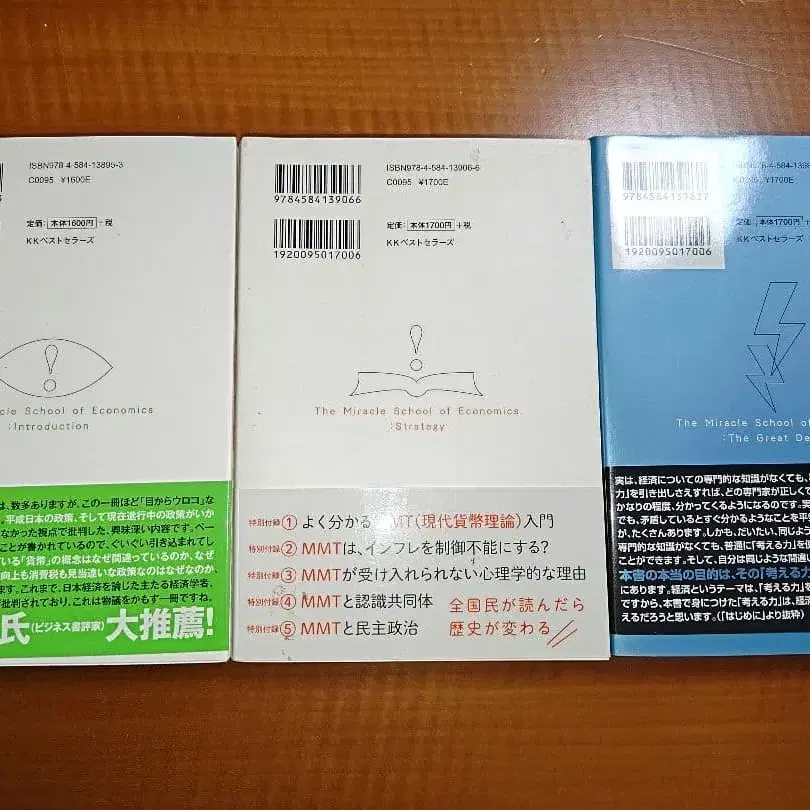 ISBN978-4-584-13895-3
C0095 ¥1600E
定価：本体1600円＋税
KKベストセラーズ
cle School of Economics
:Introduction
は、数多ありますが、この一冊ほど「目からウロコ」な
平成日本の政策、そして現在進行中の政策がいか
なかった視点で批判した、興味深い内容です。ペー
ことが書かれているので、ぐいぐい引き込まれてし
ている「貨幣」の概念はなぜ間違っているのか、なぜ
向上も消費税も見当違いな政策なのはなぜなのか、
ます。これまで、日本経済を論じた主たる経済学者、
批判されており、これは物議をかもす一冊ですね。
氏（ビジネス書評家）大推薦！
9784584139066
ISBN978-4-584-13906-6
C0095 ¥1700E
1920095017006
定価：本体1700円＋税
KKベストセラーズ
The Miracle School of Economics
:Strategy
特別付録① よく分かるMMT（現代貨幣理論）入門
特別付録② MMTは、インフレを制御不能にする？
特別付録③ MMTが受け入れられない心理学的な理由
特別付録④ MMTと認識共同体
特別付録⑤ MMTと民主政治
全国民が読んだら
歴史が変わる
9784584139837
978-4-584-1398
C0095 ¥1700E
1920095017006
定価：本体1700円＋税
KKベストセラーズ
The Miracle School of
:The Great De
実は、経済についての専門的な知識がなくても、
力」を引き出しさえすれば、どの専門家が正しく、
かなりの程度、分かってくるようになるのです。実
でも、矛盾しているとすぐ分かるようなことを平気
が、たくさんあります。しかも、だいたい、同じよう
専門的な知識がなくても、普通に「考える力」を使
ことができます。そして、自分は同じような間違い
本書の本当の目的は、その「考える力
にあります。経済というテーマは、「考える力」を
ですから、本書で身につけた「考える力」は、経
えるだろうと思います。（「はじめに」より抜粋）